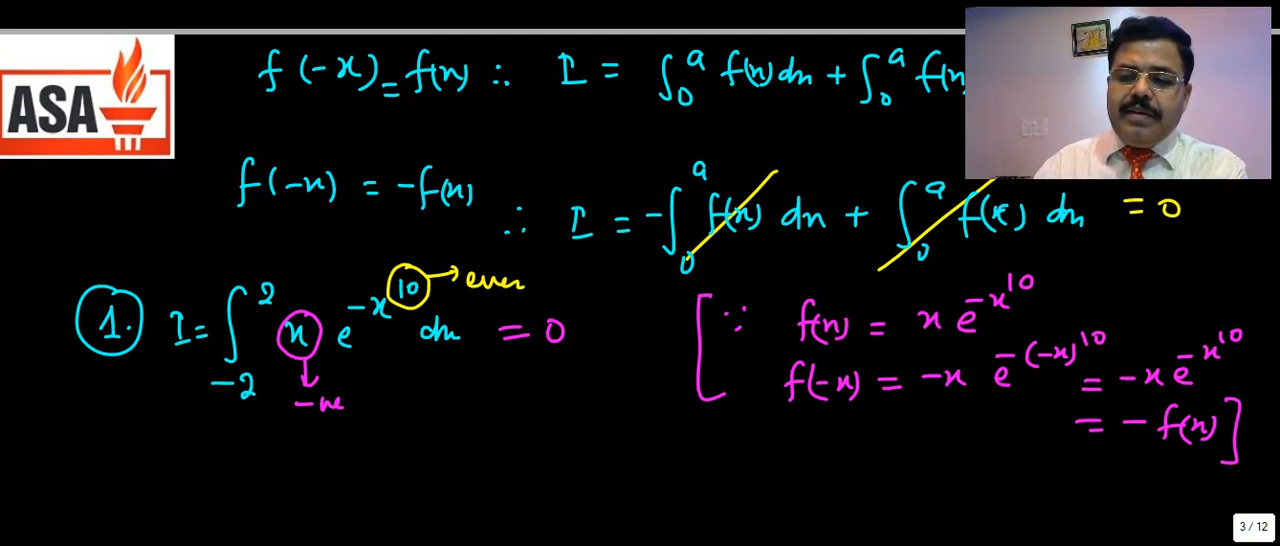 ASA
f(-x) = f(x) ∴ I = ∫₀ᵃ f(x) dx + ∫₀ᵃ f(x
f(-x) = -f(x)
∴ I = -∫₀ᵃ f(x) dx + ∫₀ᵃ f(x) dx = 0
1. I = ∫₋₂² x e^{-x^{10}} dx = 0
10 → even
-ve
[∵ f(x) = x e^{-x^{10}}
f(-x) = -x e^{-(-x)^{10}} = -x e^{-x^{10}}
= -f(x)]
3 / 12